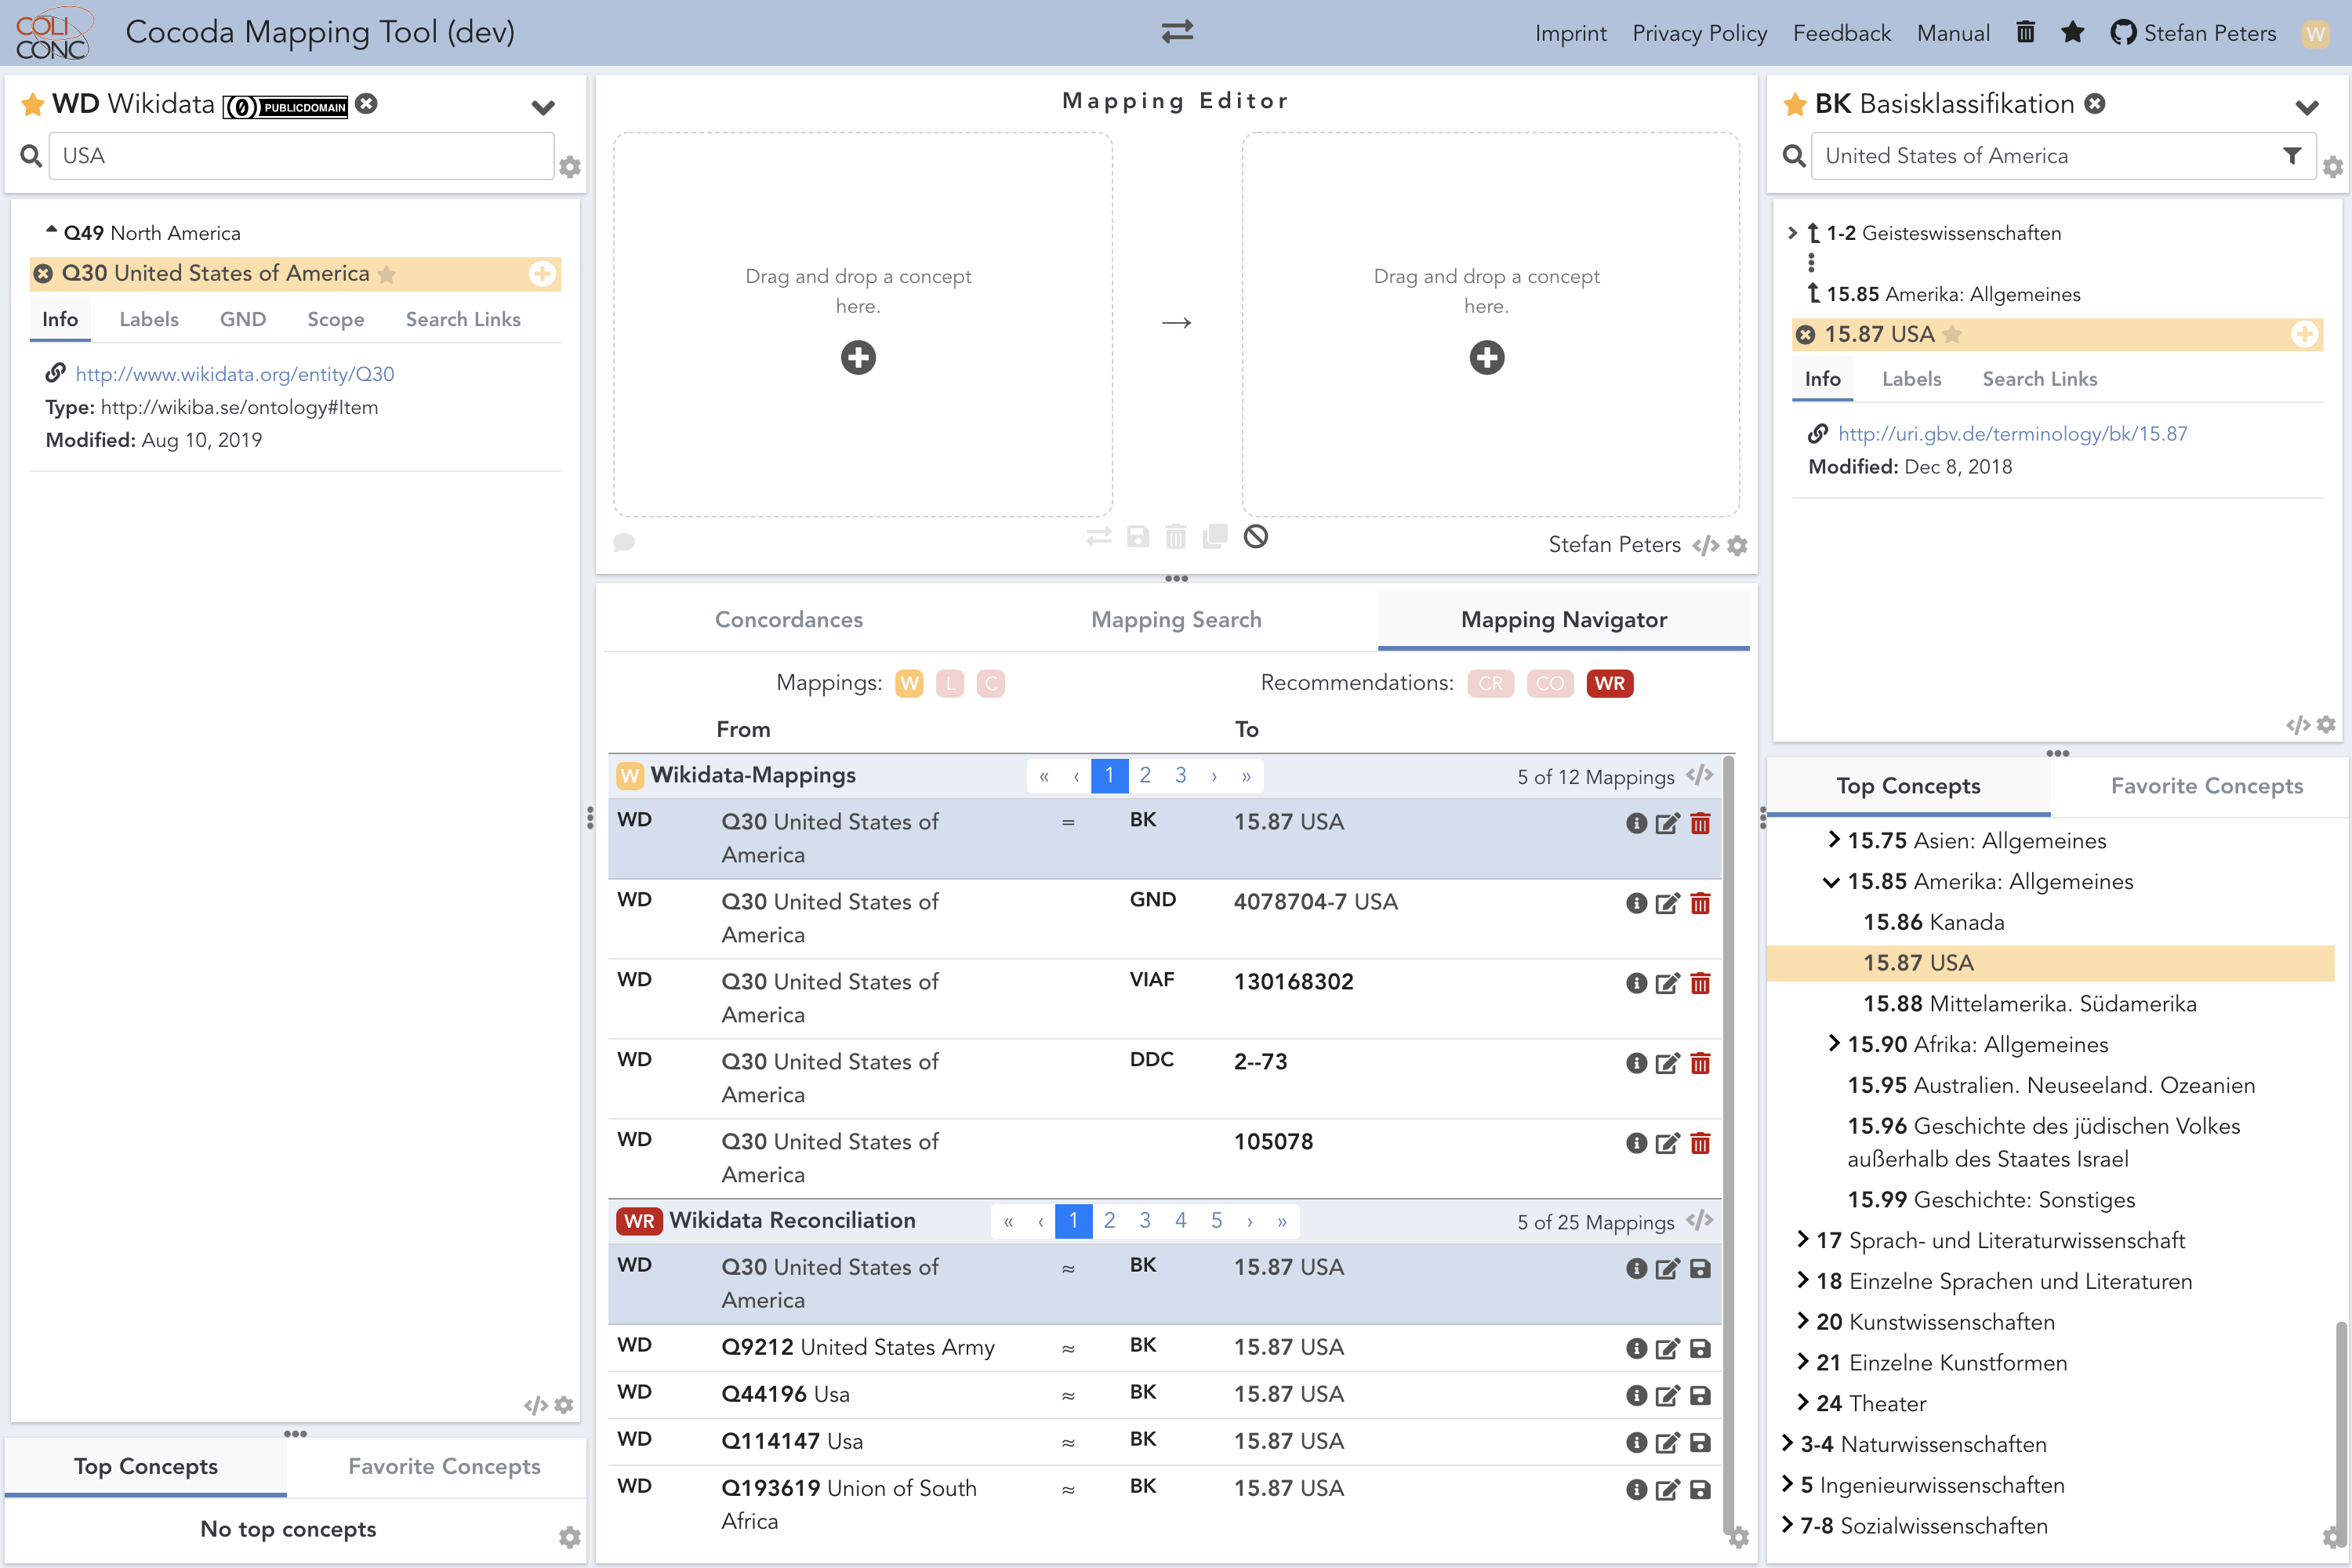 COLI CONC
Cocoda Mapping Tool (dev)
Imprint
Privacy Policy
Feedback
Manual
Stefan Peters
W
WD Wikidata
PUBLIC DOMAIN
USA
Q49 North America
Q30 United States of America
Info
Labels
GND
Scope
Search Links
http://www.wikidata.org/entity/Q30
Type: http://wikiba.se/ontology#Item
Modified: Aug 10, 2019
Top Concepts
Favorite Concepts
No top concepts
Mapping Editor
Drag and drop a concept
here.
→
Drag and drop a concept
here.
Stefan Peters </>
Concordances
Mapping Search
Mapping Navigator
Mappings: W L C
Recommendations: CR CO WR
From
To
W Wikidata-Mappings « ‹ 1 2 3 › » 5 of 12 Mappings </>
WD Q30 United States of = BK 15.87 USA
America
WD Q30 United States of GND 4078704-7 USA
America
WD Q30 United States of VIAF 130168302
America
WD Q30 United States of DDC 2--73
America
WD Q30 United States of 105078
America
WR Wikidata Reconciliation « ‹ 1 2 3 4 5 › » 5 of 25 Mappings </>
WD Q30 United States of ≈ BK 15.87 USA
America
WD Q9212 United States Army ≈ BK 15.87 USA
WD Q44196 Usa ≈ BK 15.87 USA
WD Q114147 Usa ≈ BK 15.87 USA
WD Q193619 Union of South ≈ BK 15.87 USA
Africa
BK Basisklassifikation
United States of America
1-2 Geisteswissenschaften
15.85 Amerika: Allgemeines
15.87 USA
Info
Labels
Search Links
http://uri.gbv.de/terminology/bk/15.87
Modified: Dec 8, 2018
</>
Top Concepts
Favorite Concepts
15.75 Asien: Allgemeines
15.85 Amerika: Allgemeines
15.86 Kanada
15.87 USA
15.88 Mittelamerika. Südamerika
15.90 Afrika: Allgemeines
15.95 Australien. Neuseeland. Ozeanien
15.96 Geschichte des jüdischen Volkes
außerhalb des Staates Israel
15.99 Geschichte: Sonstiges
17 Sprach- und Literaturwissenschaft
18 Einzelne Sprachen und Literaturen
20 Kunstwissenschaften
21 Einzelne Kunstformen
24 Theater
3-4 Naturwissenschaften
5 Ingenieurwissenschaften
7-8 Sozialwissenschaften